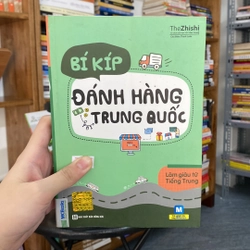 TheZhishi
BÍ KÍP
ĐÁNH HÀNG
TRUNG QUỐC
Làm giàu từ
Tiếng Trung